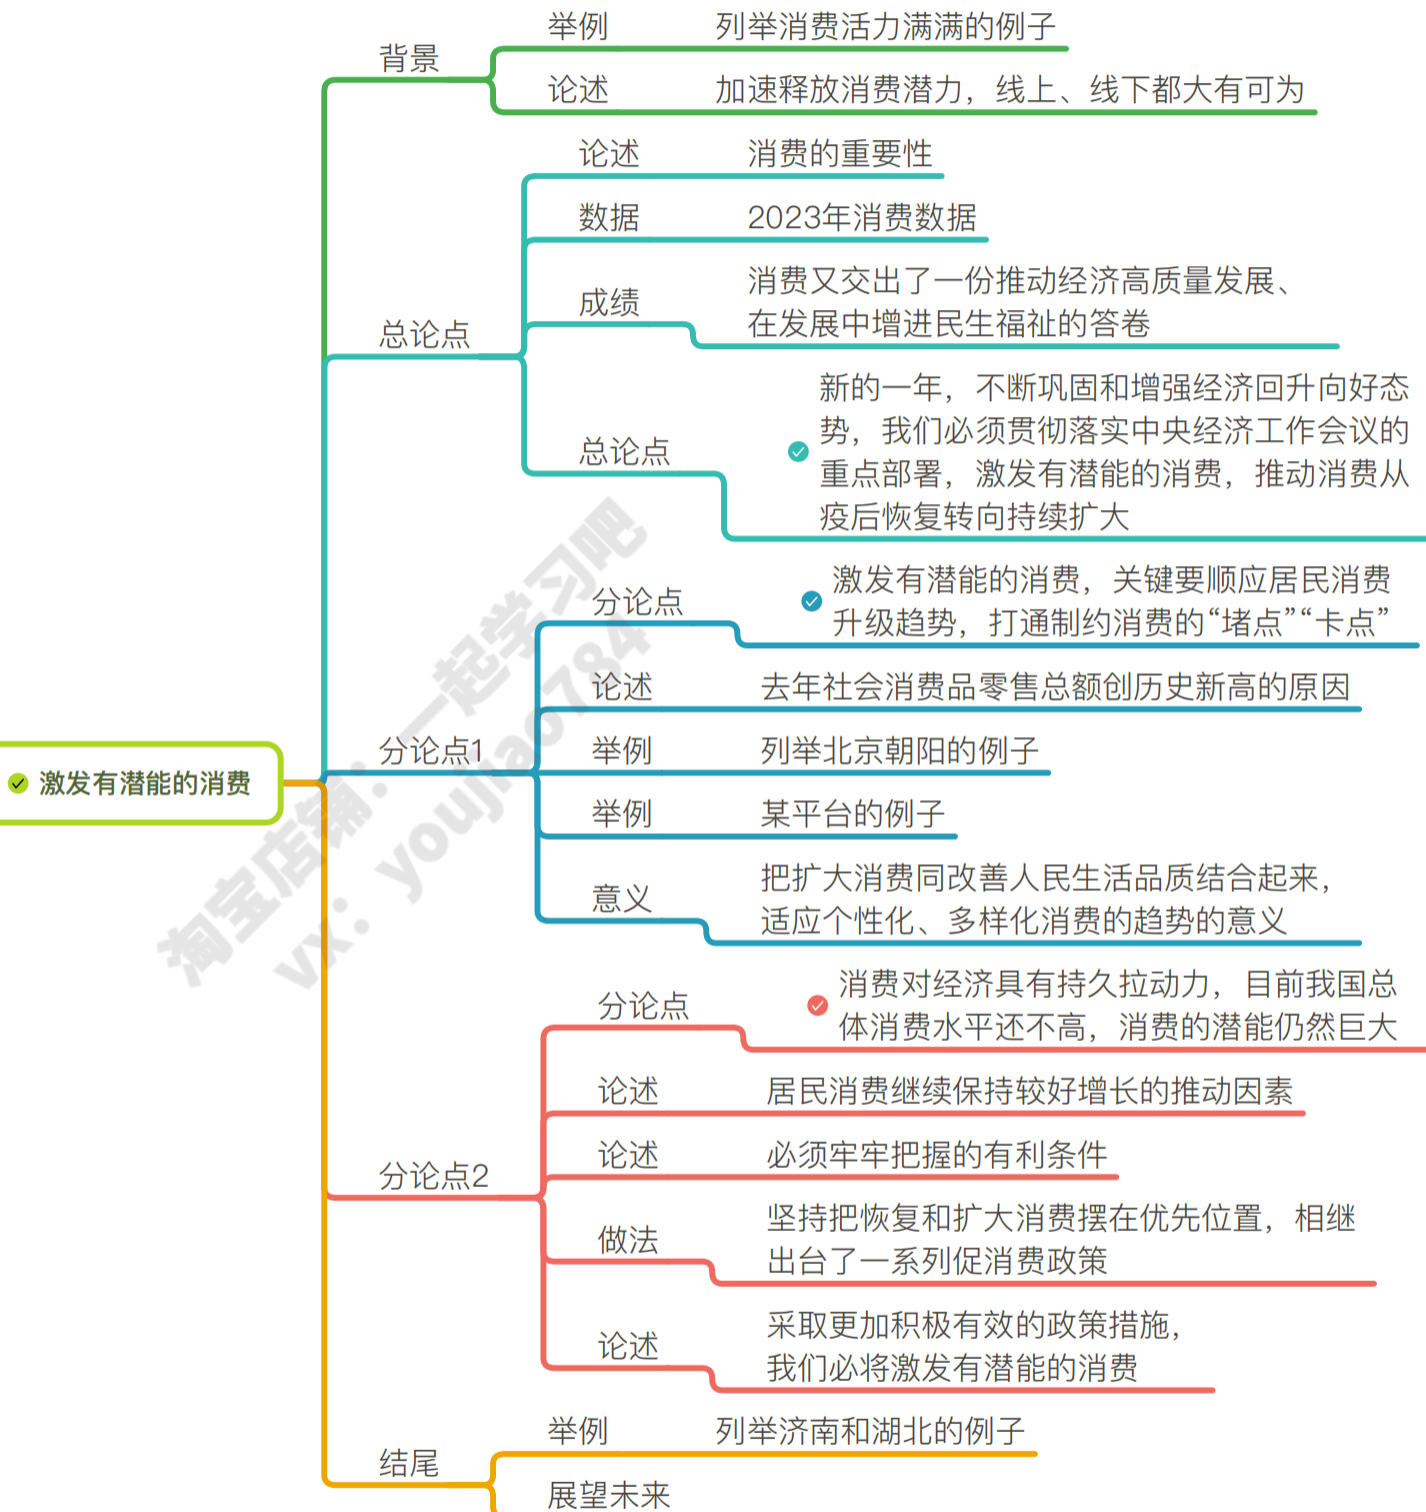 激发有潜能的消费
背景
举例
列举消费活力满满的例子
论述
加速释放消费潜力，线上、线下都大有可为
总论点
论述
消费的重要性
数据
2023年消费数据
成绩
消费又交出了一份推动经济高质量发展、
在发展中增进民生福祉的答卷
总论点
新的一年，不断巩固和增强经济回升向好态
势，我们必须贯彻落实中央经济工作会议的
重点部署，激发有潜能的消费，推动消费从
疫后恢复转向持续扩大
分论点1
分论点
激发有潜能的消费，关键要顺应居民消费
升级趋势，打通制约消费的“堵点”“卡点”
论述
去年社会消费品零售总额创历史新高的原因
举例
列举北京朝阳的例子
举例
某平台的例子
意义
把扩大消费同改善人民生活品质结合起来，
适应个性化、多样化消费的趋势的意义
分论点2
分论点
消费对经济具有持久拉动力，目前我国总
体消费水平还不高，消费的潜能仍然巨大
论述
居民消费继续保持较好增长的推动因素
论述
必须牢牢把握的有利条件
做法
坚持把恢复和扩大消费摆在优先位置，相继
出台了一系列促消费政策
论述
采取更加积极有效的政策措施，
我们必将激发有潜能的消费
结尾
举例
列举济南和湖北的例子
展望未来
淘宝店铺：一起学习吧
vx：youjiao784